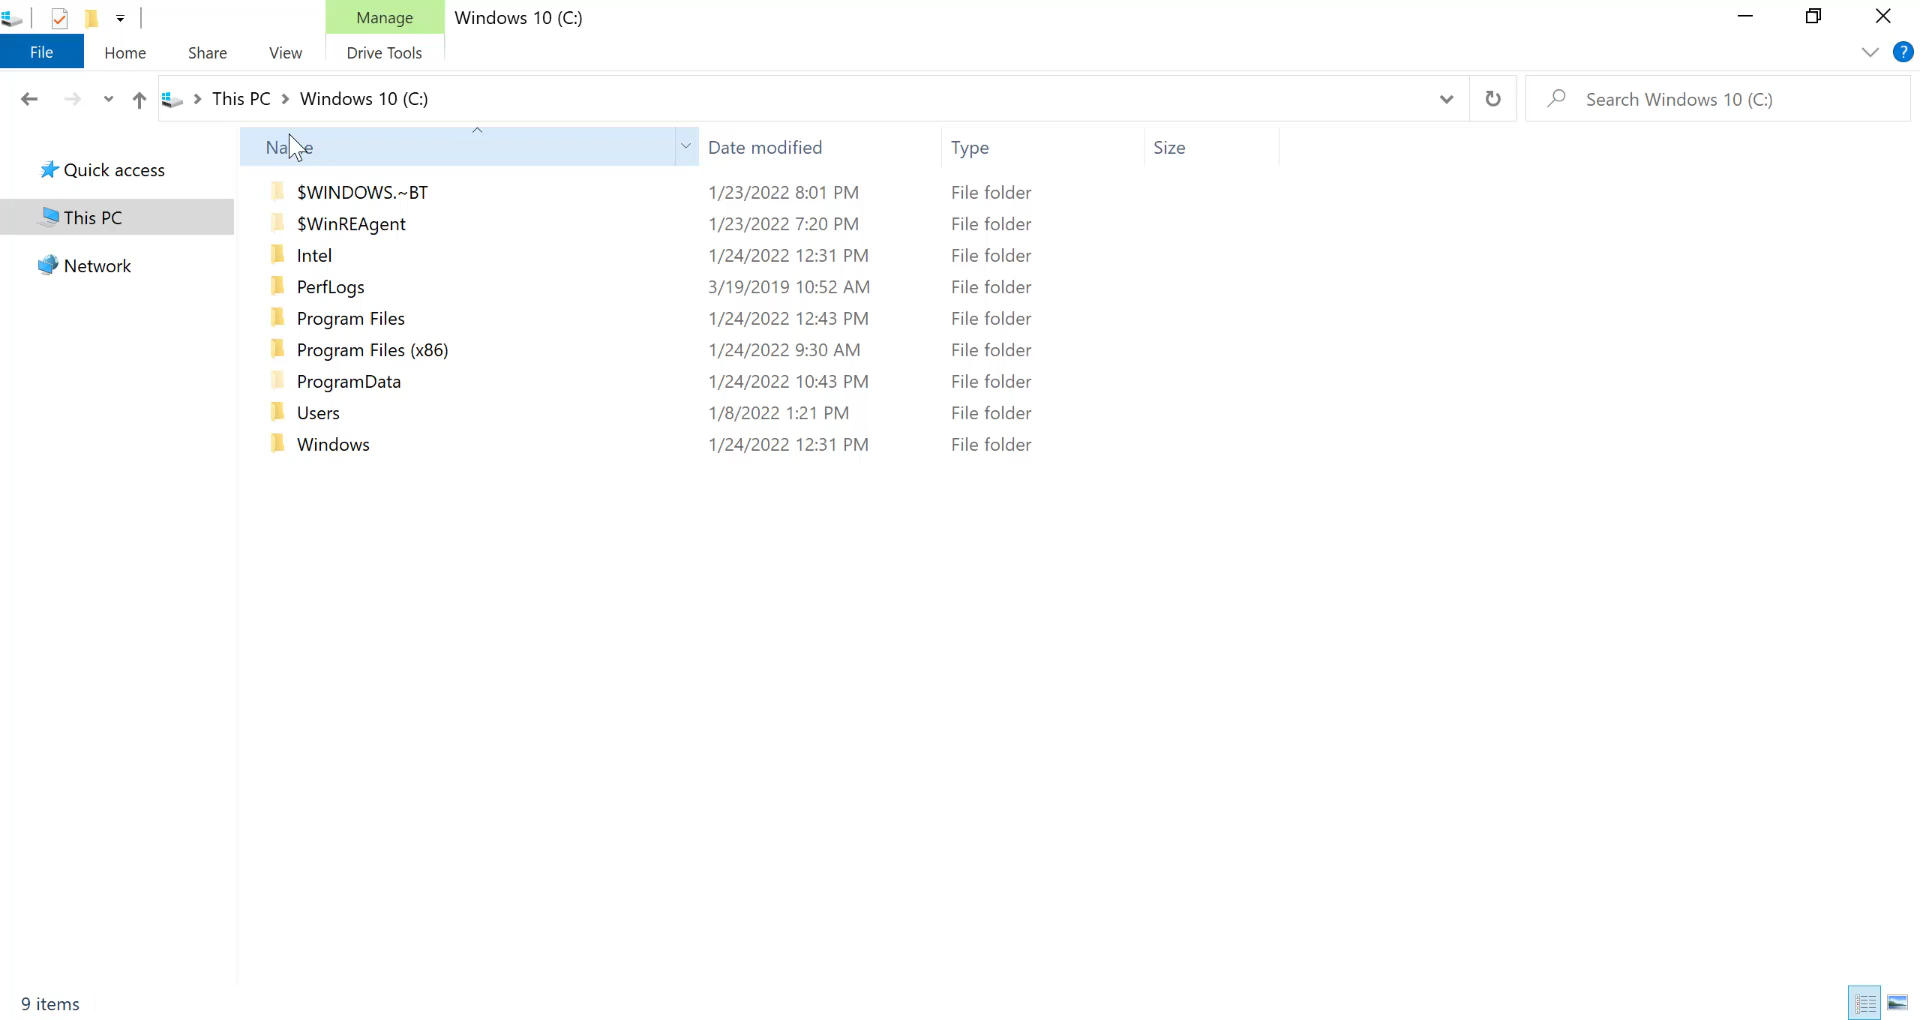 Manage Windows 10 (C:)
File Home Share View Drive Tools
This PC > Windows 10 (C:) Search Windows 10 (C:)
Name Date modified Type Size
Quick access
This PC
Network
$WINDOWS.~BT 1/23/2022 8:01 PM File folder
$WinREAgent 1/23/2022 7:20 PM File folder
Intel 1/24/2022 12:31 PM File folder
PerfLogs 3/19/2019 10:52 AM File folder
Program Files 1/24/2022 12:43 PM File folder
Program Files (x86) 1/24/2022 9:30 AM File folder
ProgramData 1/24/2022 10:43 PM File folder
Users 1/8/2022 1:21 PM File folder
Windows 1/24/2022 12:31 PM File folder
9 items